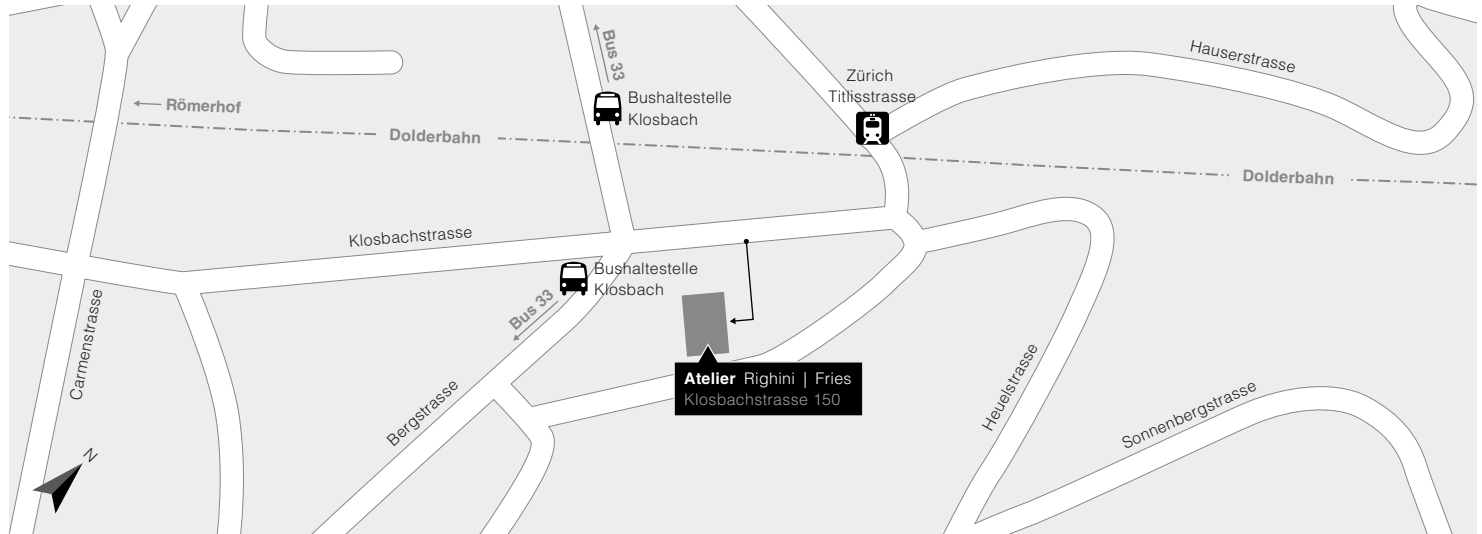 Bus 33
Hauserstrasse
Zürich
Titlisstrasse
Bushaltestelle
Klosbach
Römerhof
Dolderbahn
Dolderbahn
Klosbachstrasse
Bushaltestelle
Klosbach
Bus 33
Carmenstrasse
Atelier Righini | Fries
Klosbachstrasse 150
Bergstrasse
Heuelstrasse
Sonnenbergstrasse
N